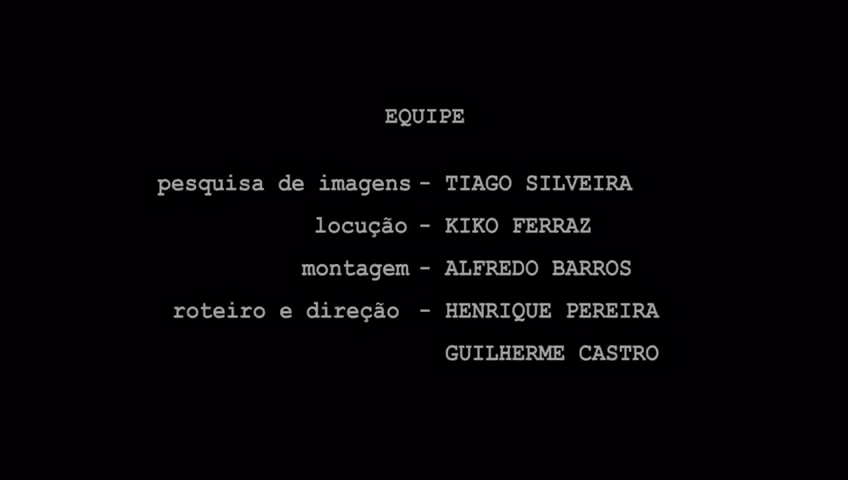 EQUIPE
pesquisa de imagens - TIAGO SILVEIRA
locução - KIKO FERRAZ
montagem - ALFREDO BARROS
roteiro e direção - HENRIQUE PEREIRA
GUILHERME CASTRO